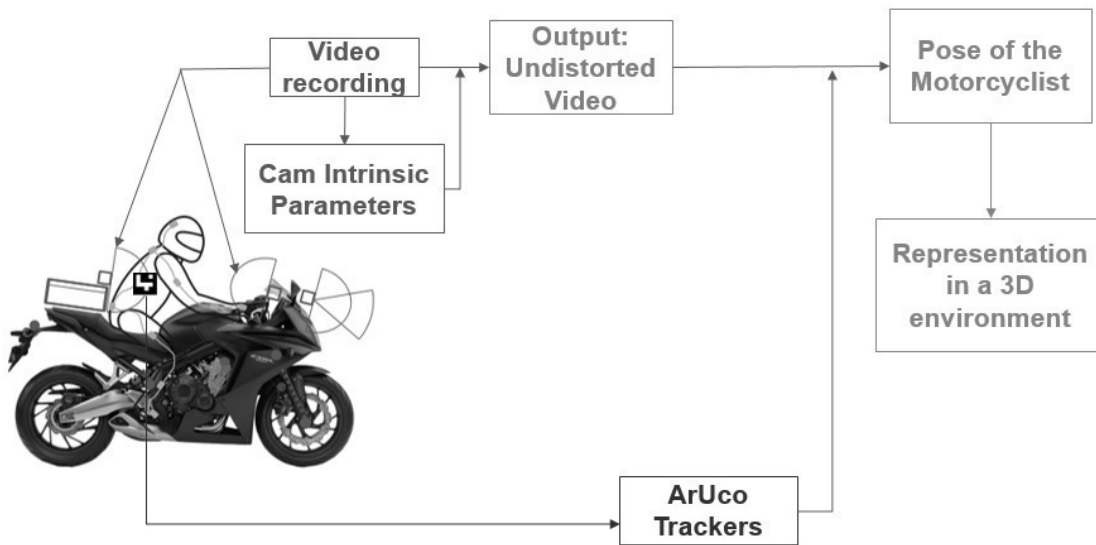 Video
recording
Output:
Undistorted
Video
Pose of the
Motorcyclist
Cam Intrinsic
Parameters
Representation
in a 3D
environment
ArUco
Trackers